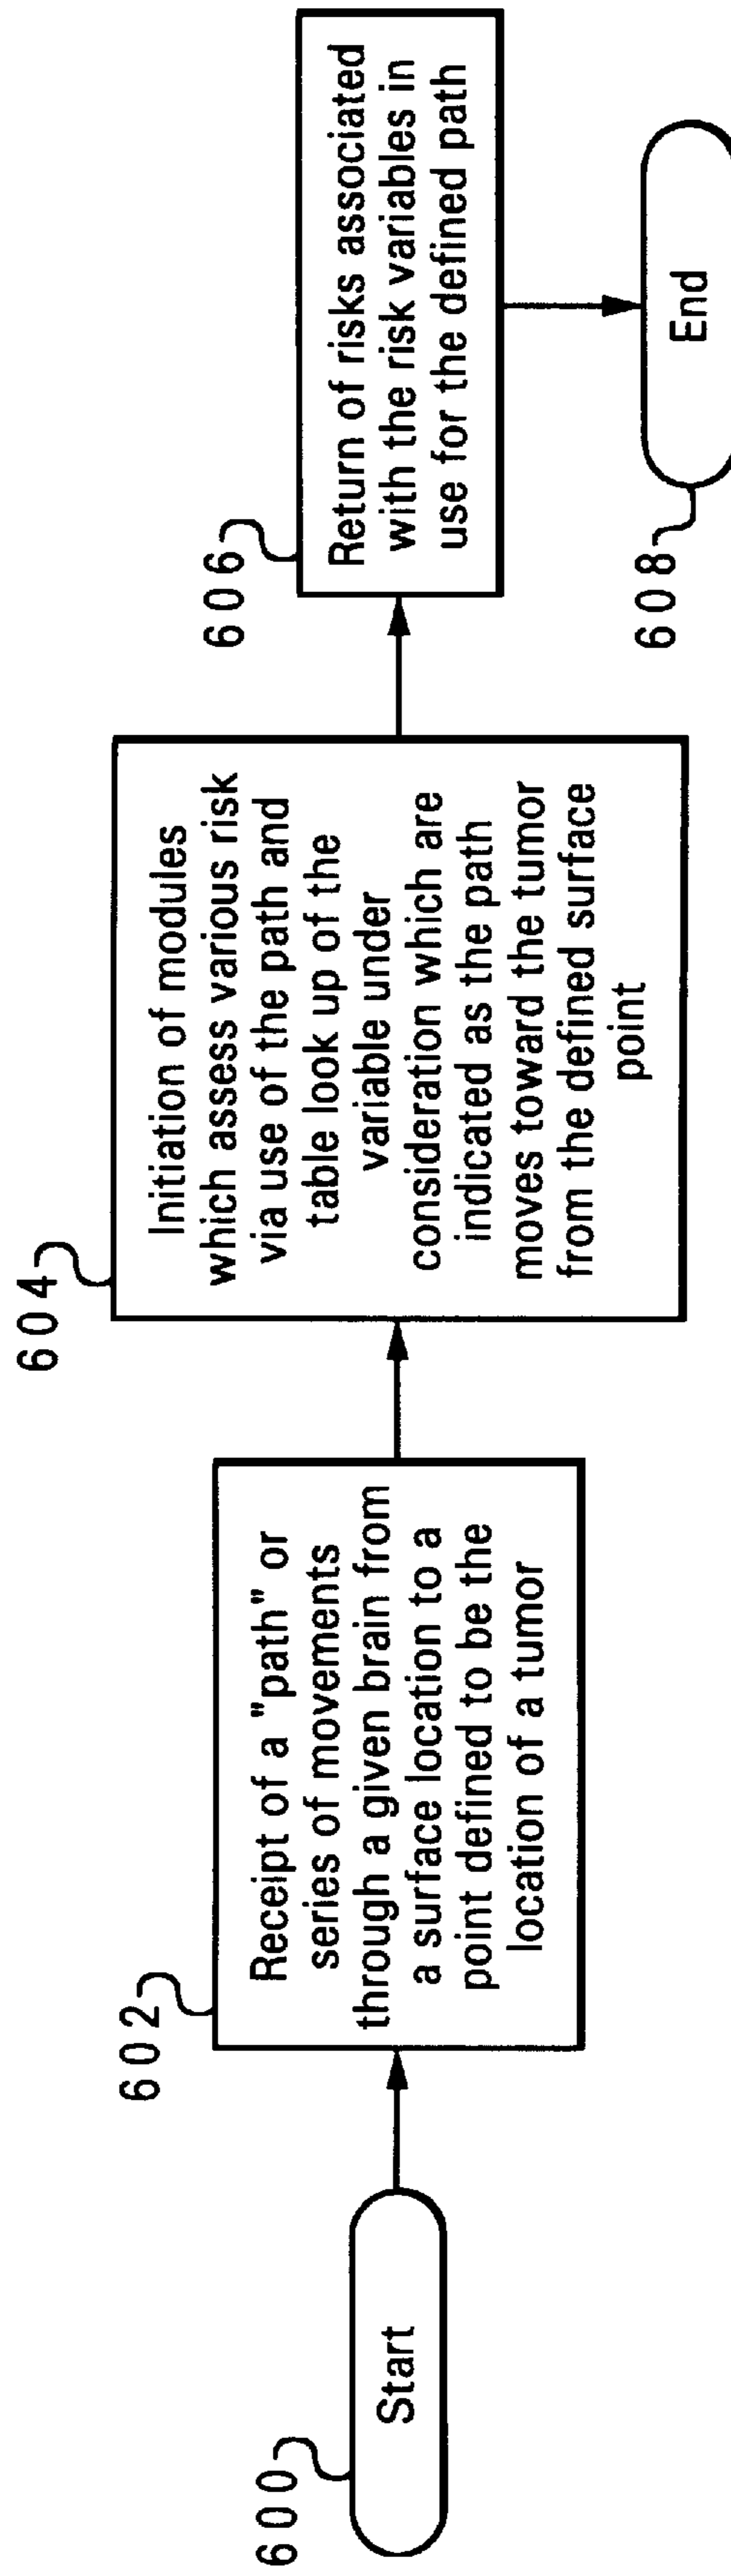 600
Start
602
Receipt of a "path" or
series of movements
through a given brain from
a surface location to a
point defined to be the
location of a tumor
604
Initiation of modules
which assess various risk
via use of the path and
table look up of the
variable under
consideration which are
indicated as the path
moves toward the tumor
from the defined surface
point
606
Return of risks associated
with the risk variables in
use for the defined path
608
End